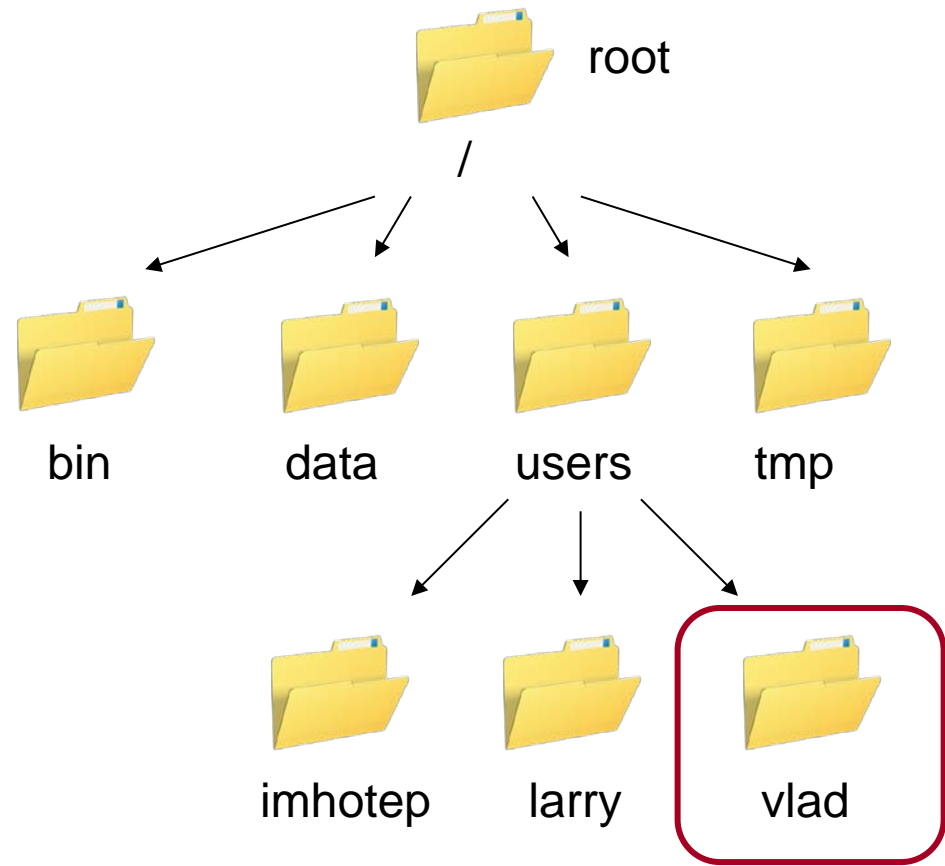 root
/
bin data users tmp
imhotep larry vlad